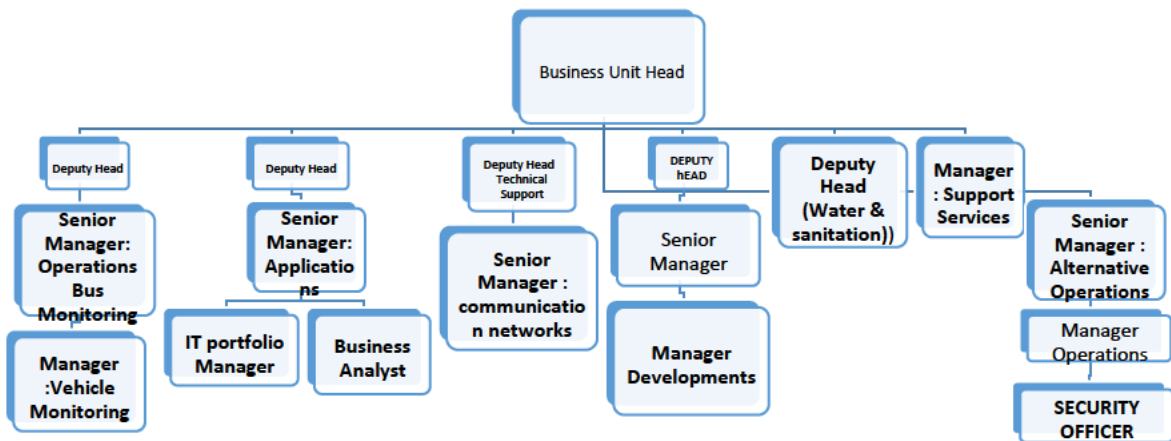 Business Unit Head
Deputy Head
Senior
Manager:
Operations
Bus
Monitoring
Manager
:Vehicle
Monitoring
Deputy Head
Senior
Manager:
Applicatio
ns
IT portfolio
Manager
Business
Analyst
Deputy Head
Technical
Support
Senior
Manager :
communicatio
n networks
DEPUTY
hEAD
Senior
Manager
Manager
Developments
Deputy
Head
(Water &
sanitation))
Manager
: Support
Services
Senior
Manager :
Alternative
Operations
Manager
Operations
SECURITY
OFFICER